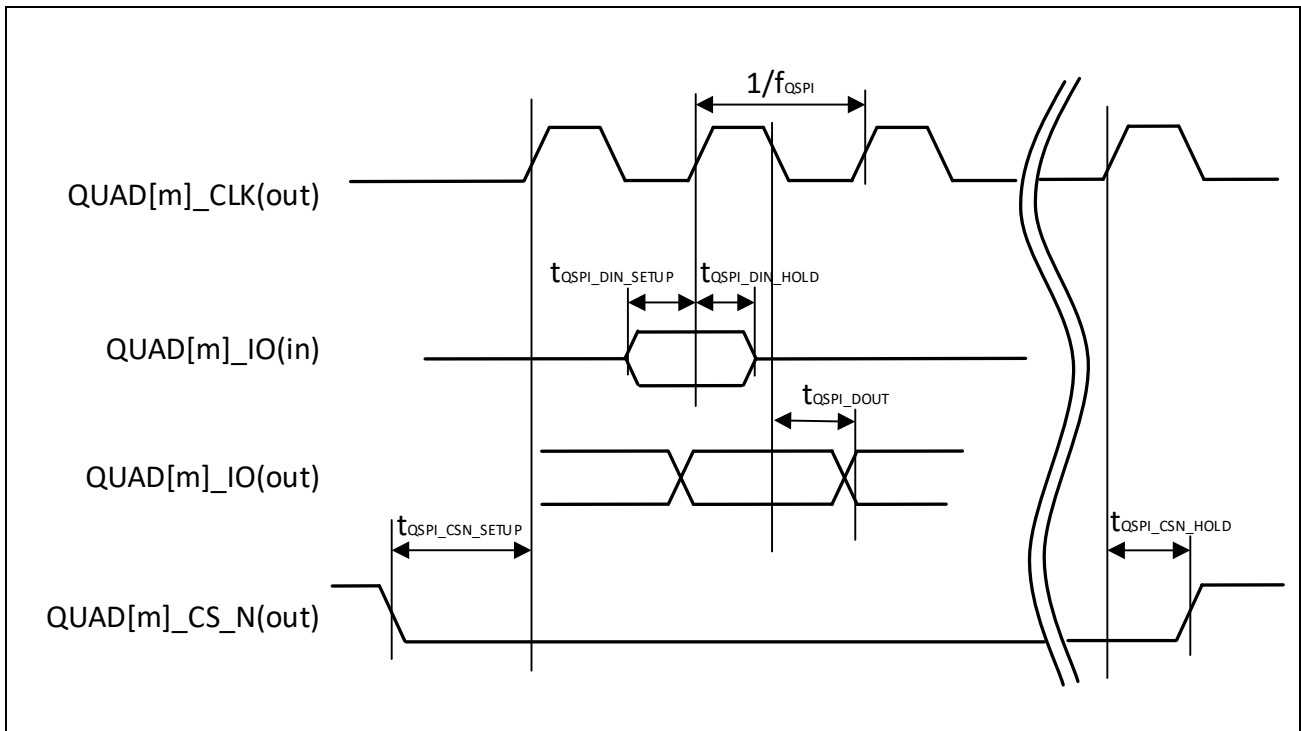 1/fQSPI
QUAD[m]_CLK(out)
tQSPI_DIN_SETUP tQSPI_DIN_HOLD
QUAD[m]_IO(in)
tQSPI_DOUT
QUAD[m]_IO(out)
tQSPI_CSN_SETUP tQSPI_CSN_HOLD
QUAD[m]_CS_N(out)